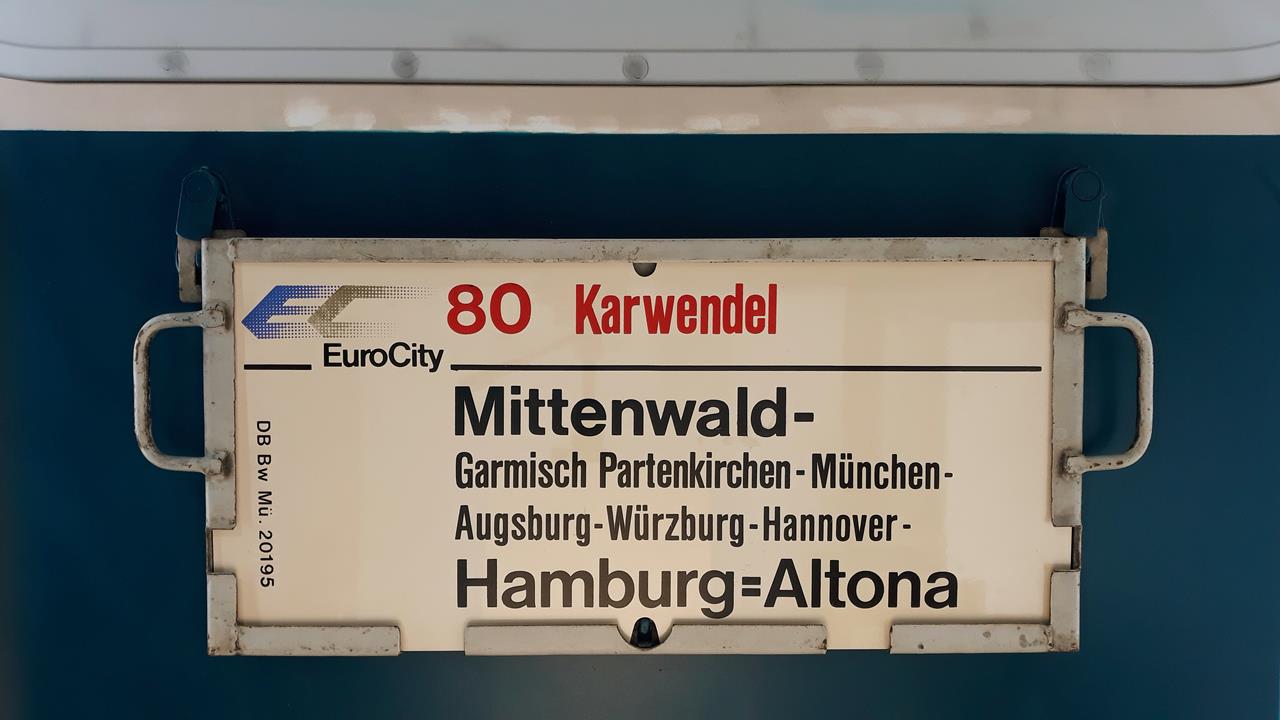 EC 80 Karwendel
EuroCity
Mittenwald-
Garmisch Partenkirchen-München-
Augsburg-Würzburg-Hannover-
Hamburg=Altona
DB Bw Mü. 20195